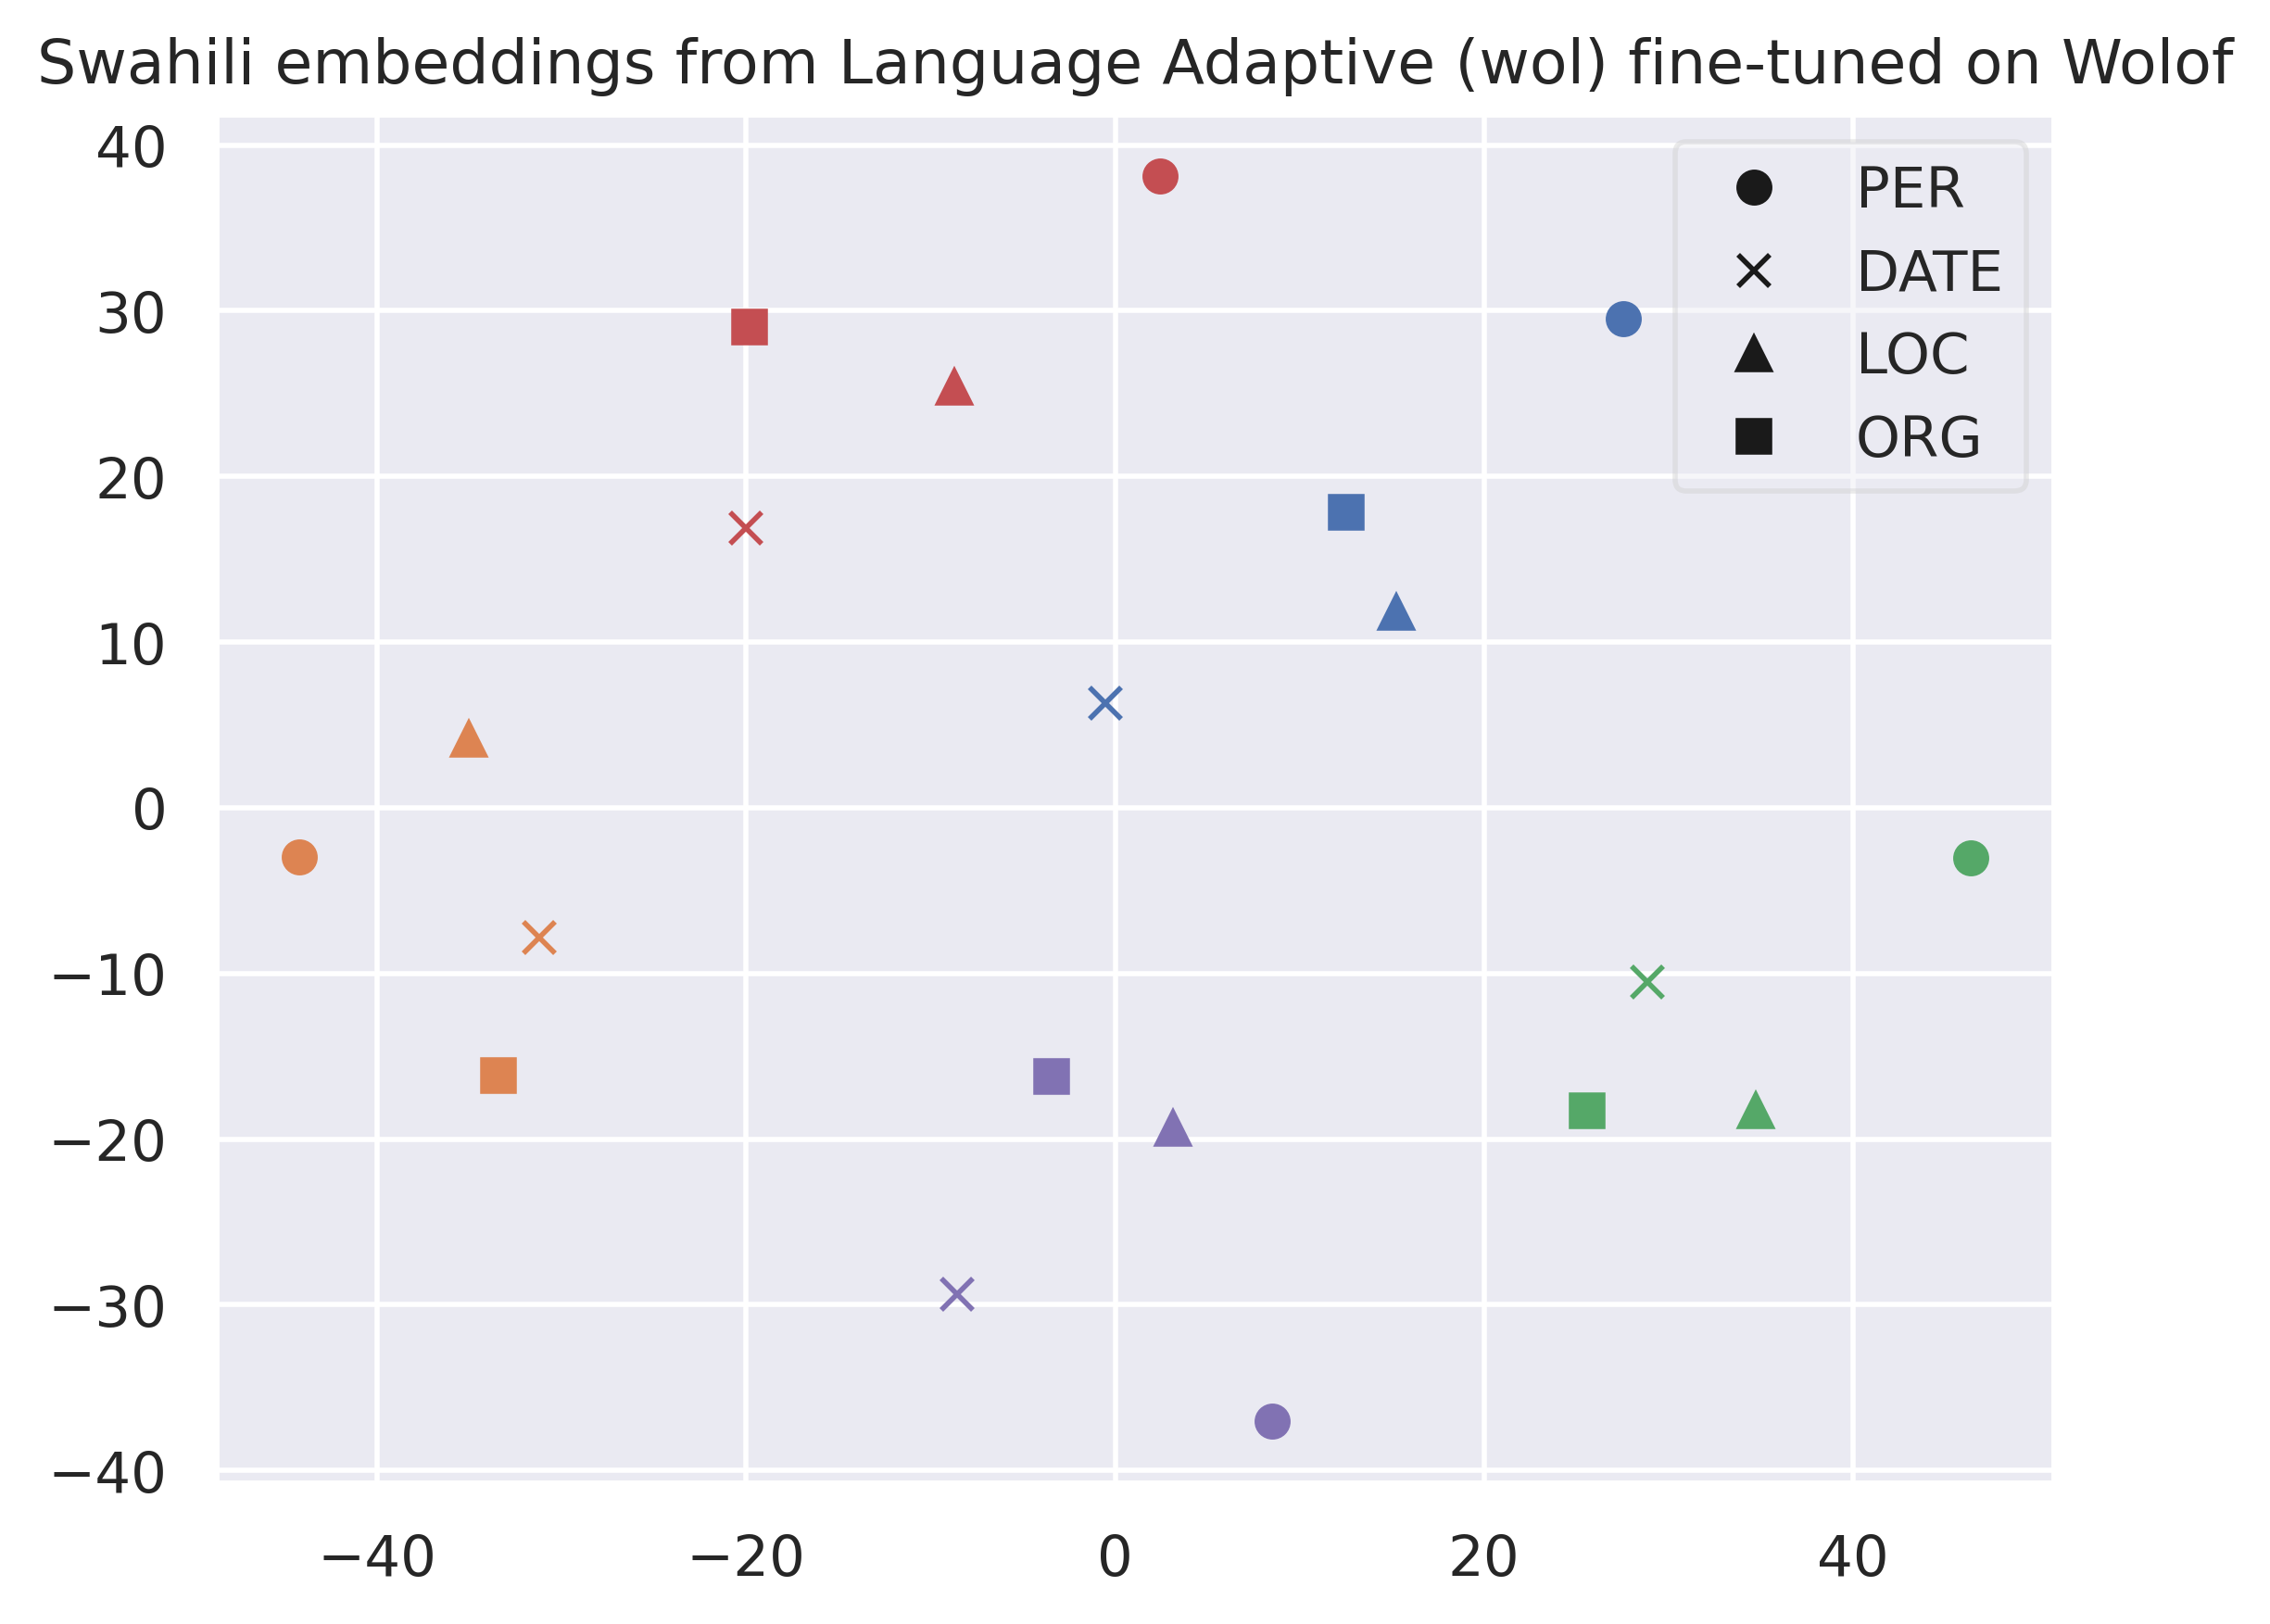 Swahili embeddings from Language Adaptive (wol) fine-tuned on Wolof
40
30
20
10
0
−10
−20
−30
−40
−40 −20 0 20 40
PER
DATE
LOC
ORG